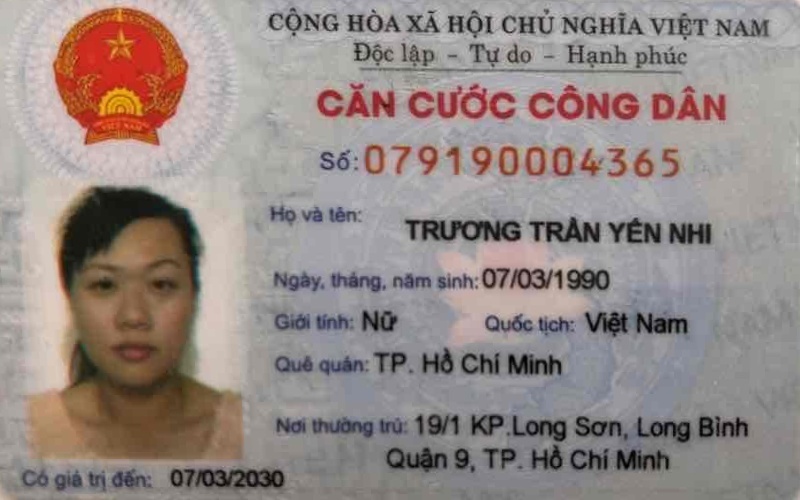 CỘNG HÒA XÃ HỘI CHỦ NGHĨA VIỆT NAM
Độc lập - Tự do - Hạnh phúc
CĂN CƯỚC CÔNG DÂN
Số: 079190004365
Họ và tên: TRƯƠNG TRẦN YẾN NHI
Ngày, tháng, năm sinh: 07/03/1990
Giới tính: Nữ Quốc tịch: Việt Nam
Quê quán: TP. Hồ Chí Minh
Nơi thường trú: 19/1 KP.Long Sơn, Long Bình
Quận 9, TP. Hồ Chí Minh
Có giá trị đến: 07/03/2030